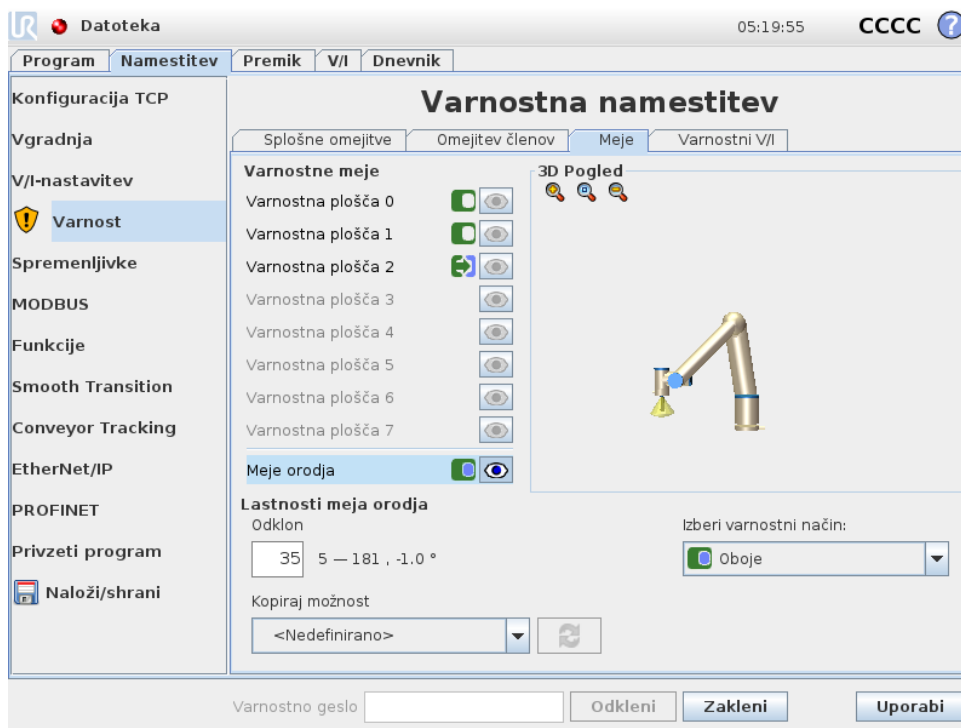 UR Datoteka 05:19:55 CCCC ?
Program Namestitev Premik V/I Dnevnik
Konfiguracija TCP
Vgradnja
V/I-nastavitev
Varnost
Spremenljivke
MODBUS
Funkcije
Smooth Transition
Conveyor Tracking
EtherNet/IP
PROFINET
Privzeti program
Naloži/shrani
Varnostna namestitev
Splošne omejitve Omejitev členov Meje Varnostni V/I
Varnostne meje
Varnostna plošča 0
Varnostna plošča 1
Varnostna plošča 2
Varnostna plošča 3
Varnostna plošča 4
Varnostna plošča 5
Varnostna plošča 6
Varnostna plošča 7
Meje orodja
3D Pogled
Lastnosti meja orodja
Odklon
35 5 — 181 , -1.0 °
Izberi varnostni način:
Oboje
Kopiraj možnost
<Nedefinirano>
Varnostno geslo Odkleni Zakleni Uporabi